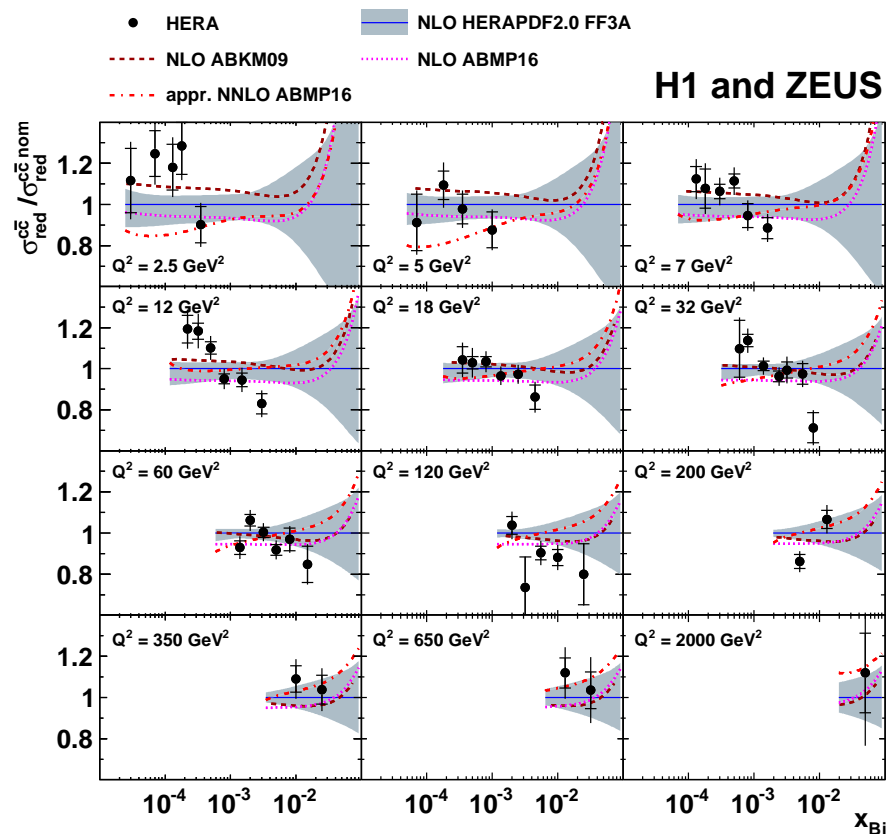 HERA
NLO HERAPDF2.0 FF3A
NLO ABKM09
NLO ABMP16
appr. NNLO ABMP16
H1 and ZEUS
σ_red^cc̄ / σ_red^cc̄ nom
1.2
1
0.8
Q² = 2.5 GeV²
Q² = 5 GeV²
Q² = 7 GeV²
Q² = 12 GeV²
Q² = 18 GeV²
Q² = 32 GeV²
1.2
1
0.8
Q² = 60 GeV²
Q² = 120 GeV²
Q² = 200 GeV²
1.2
1
0.8
Q² = 350 GeV²
Q² = 650 GeV²
Q² = 2000 GeV²
1.2
1
0.8
0.6
10⁻⁴ 10⁻³ 10⁻² 10⁻⁴ 10⁻³ 10⁻² 10⁻⁴ 10⁻³ 10⁻²
x_Bj